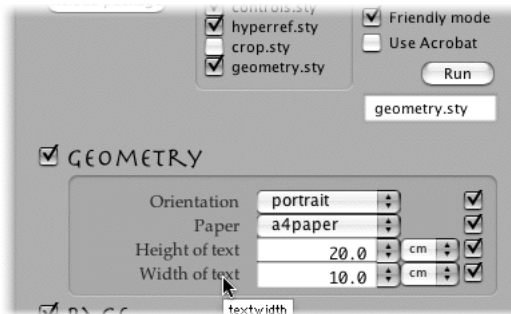 controls.sty
hyperref.sty
crop.sty
geometry.sty
Friendly mode
Use Acrobat
Run
geometry.sty
GEOMETRY
Orientation portrait
Paper a4paper
Height of text 20.0 cm
Width of text 10.0 cm
textwidth